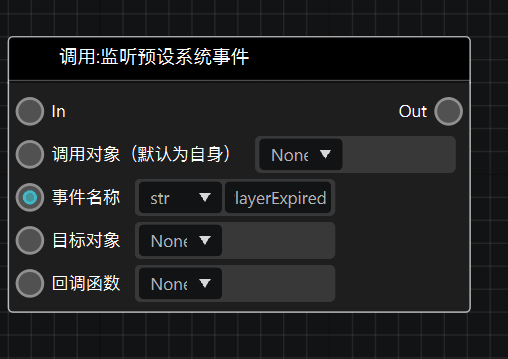 调用:监听预设系统事件
In Out
调用对象（默认为自身） None
事件名称 str layerExpired
目标对象 None
回调函数 None